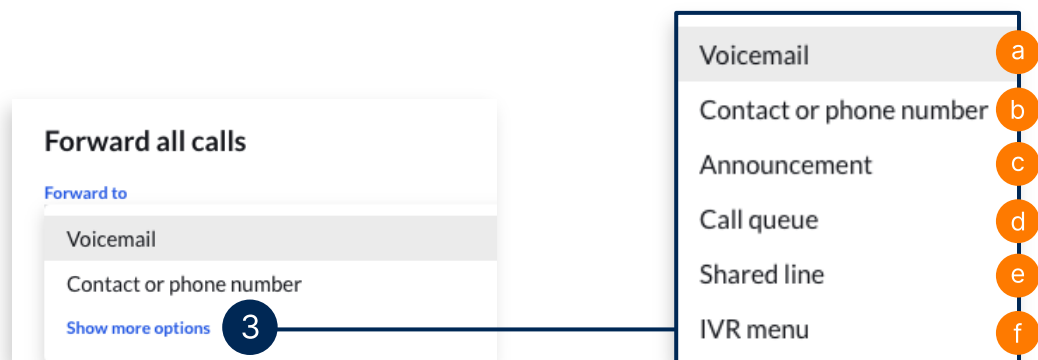 Forward all calls
Forward to
Voicemail
Contact or phone number
Show more options 3
Voicemail a
Contact or phone number b
Announcement c
Call queue d
Shared line e
IVR menu f